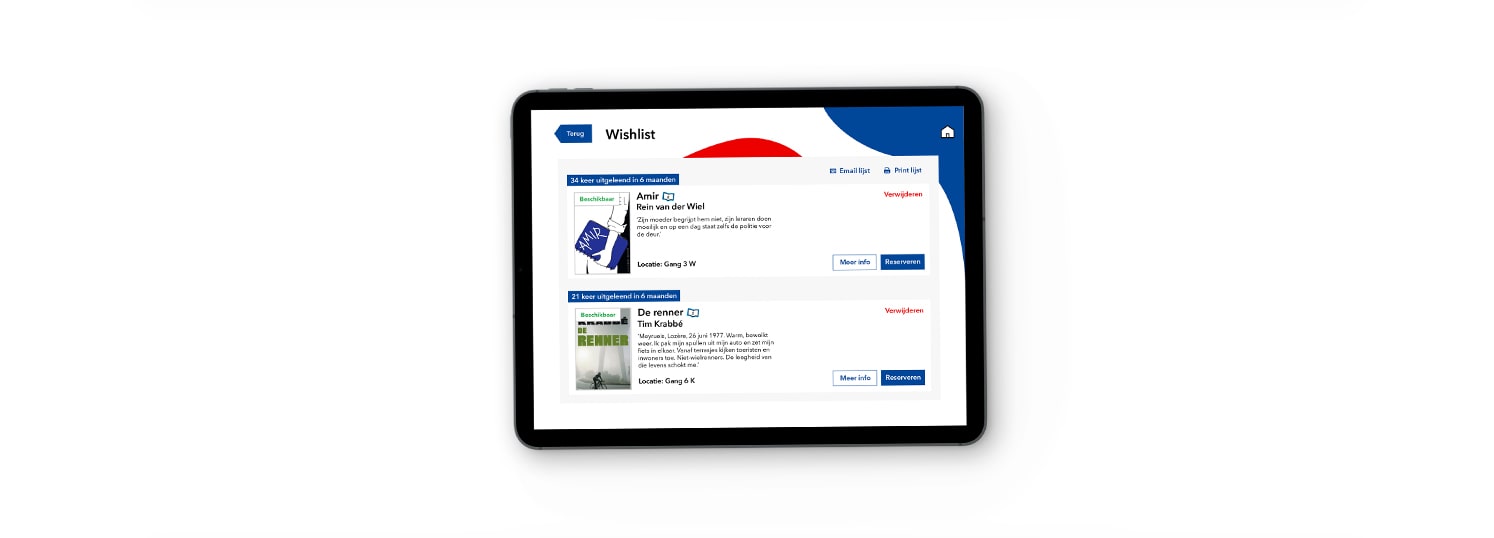 Terug
Wishlist
Email lijst
Print lijst
34 keer uitgeleend in 6 maanden
Beschikbaar
AMIR
Amir
Rein van der Wiel
'Zijn moeder begrijpt hem niet, zijn leraren doen
moeilijk en op een dag staat zelfs de politie voor
de deur.'
Locatie: Gang 3 W
Verwijderen
Meer info
Reserveren
21 keer uitgeleend in 6 maanden
Beschikbaar
KRABBÉ
DE
RENNER
De renner
Tim Krabbé
'Meyrueis, Lozère, 26 juni 1977. Warm, bewolkt
weer. Ik pak mijn spullen uit mijn auto en zet mijn
fiets in elkaar. Vanaf terrasjes kijken toeristen en
inwoners toe. Niet-wielrenners. De leegheid van
die levens schokt me.'
Locatie: Gang 6 K
Verwijderen
Meer info
Reserveren